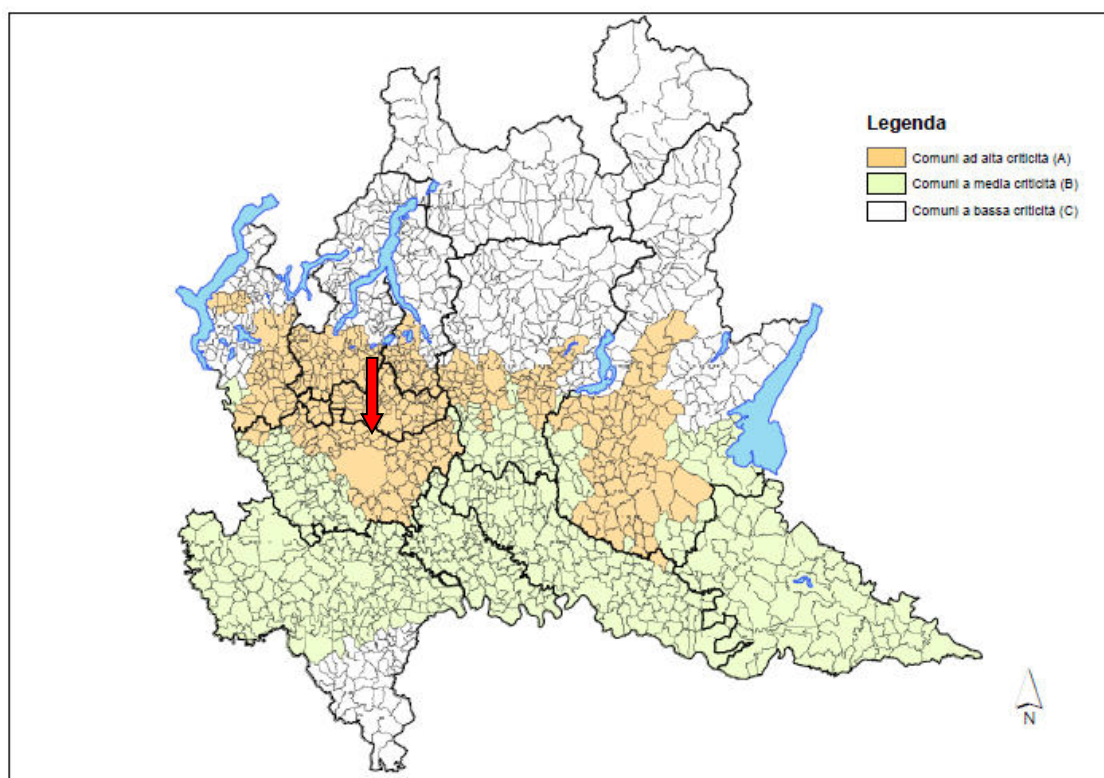 Legenda
Comuni ad alta criticità (A)
Comuni a media criticità (B)
Comuni a bassa criticità (C)
N